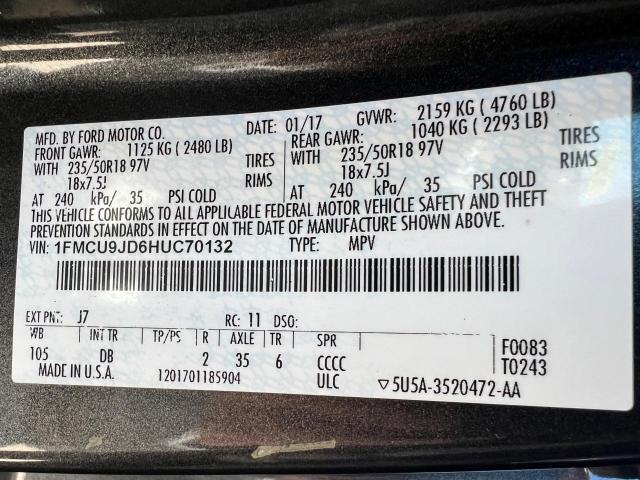 MFD. BY FORD MOTOR CO.
DATE: 01/17 GVWR: 2159 KG ( 4760 LB)
FRONT GAWR: 1125 KG ( 2480 LB)
REAR GAWR: 1040 KG ( 2293 LB)
WITH 235/50R18 97V TIRES
WITH 235/50R18 97V TIRES
18x7.5J RIMS
18x7.5J RIMS
AT 240 kPa/ 35 PSI COLD
AT 240 kPa/ 35 PSI COLD
THIS VEHICLE CONFORMS TO ALL APPLICABLE FEDERAL MOTOR VEHICLE SAFETY AND THEFT
PREVENTION STANDARDS IN EFFECT ON THE DATE OF MANUFACTURE SHOWN ABOVE.
VIN: 1FMCU9JD6HUC70132 TYPE: MPV
EXT PNT: J7 RC: 11 DSO:
WB INT TR TP/PS R AXLE TR SPR
105 DB 2 35 6 CCCC
F0083
T0243
MADE IN U.S.A. 1201701185904 ULC ▽5U5A-3520472-AA